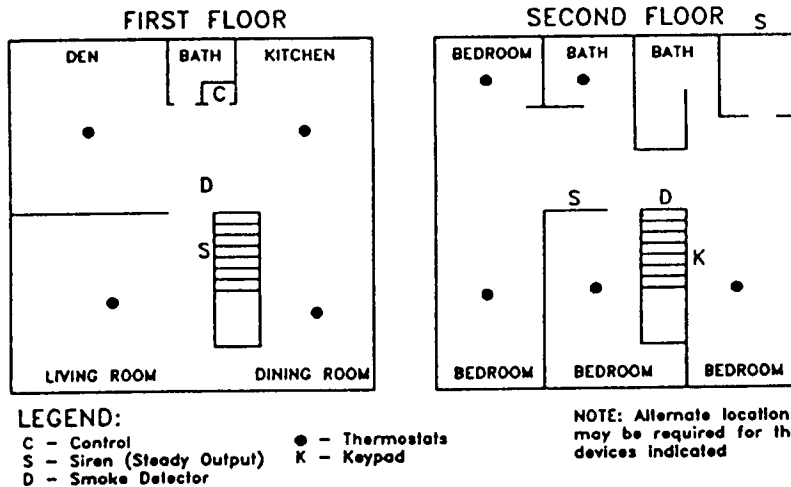 FIRST FLOOR
DEN BATH KITCHEN
C
D
S
LIVING ROOM DINING ROOM
SECOND FLOOR
S
BEDROOM BATH BATH
S D
K
BEDROOM BEDROOM BEDROOM
LEGEND:
C – Control
S – Siren (Steady Output)
D – Smoke Detector
● – Thermostats
K – Keypad
NOTE: Alternate location
may be required for th
devices indicated